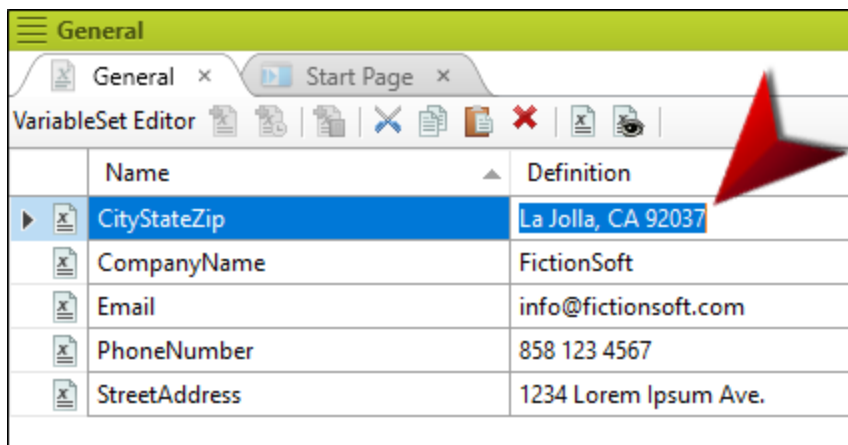 General
General × Start Page ×
VariableSet Editor
Name Definition
CityStateZip La Jolla, CA 92037
CompanyName FictionSoft
Email info@fictionsoft.com
PhoneNumber 858 123 4567
StreetAddress 1234 Lorem Ipsum Ave.